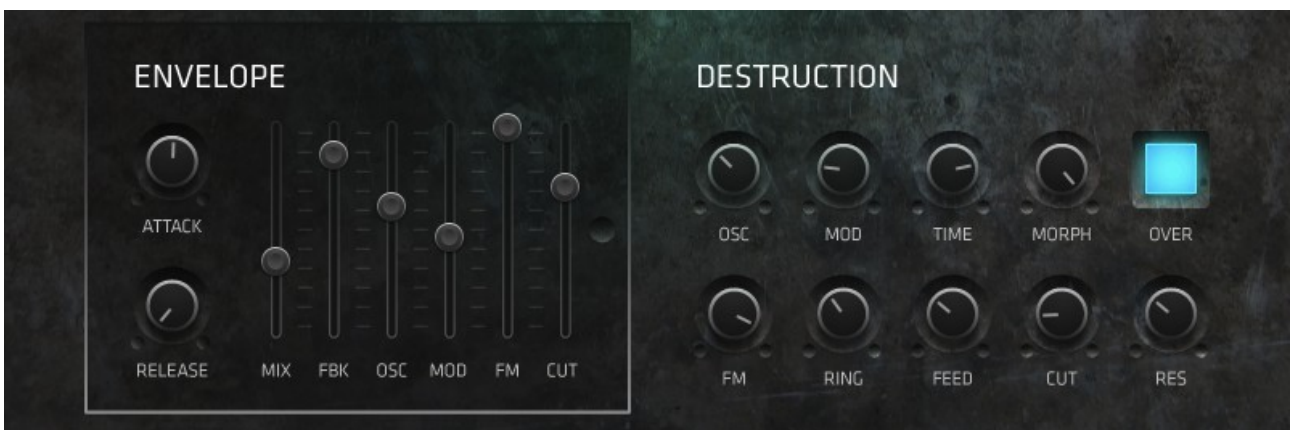 ENVELOPE
ATTACK
RELEASE
MIX FBK OSC MOD FM CUT
DESTRUCTION
OSC MOD TIME MORPH OVER
FM RING FEED CUT RES